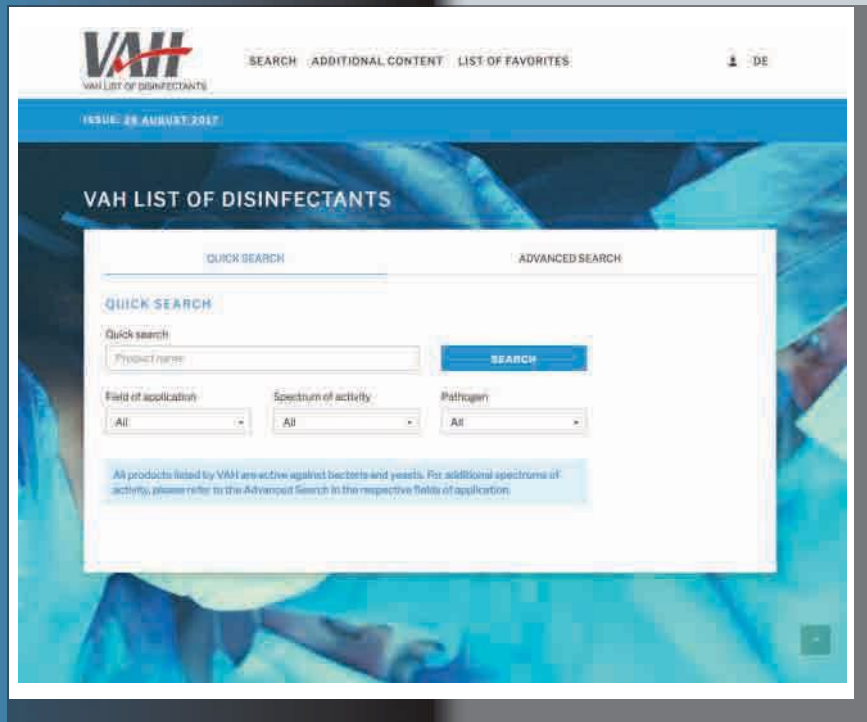 VAH
VAH LIST OF DISINFECTANTS
SEARCH ADDITIONAL CONTENT LIST OF FAVORITES
DE
ISSUE: 28 AUGUST 2017
VAH LIST OF DISINFECTANTS
QUICK SEARCH ADVANCED SEARCH
QUICK SEARCH
Quick search
Product name SEARCH
Field of application Spectrum of activity Pathogen
All All All
All products listed by VAH are active against bacteria and yeasts. For additional spectrums of
activity, please refer to the Advanced Search in the respective fields of application.